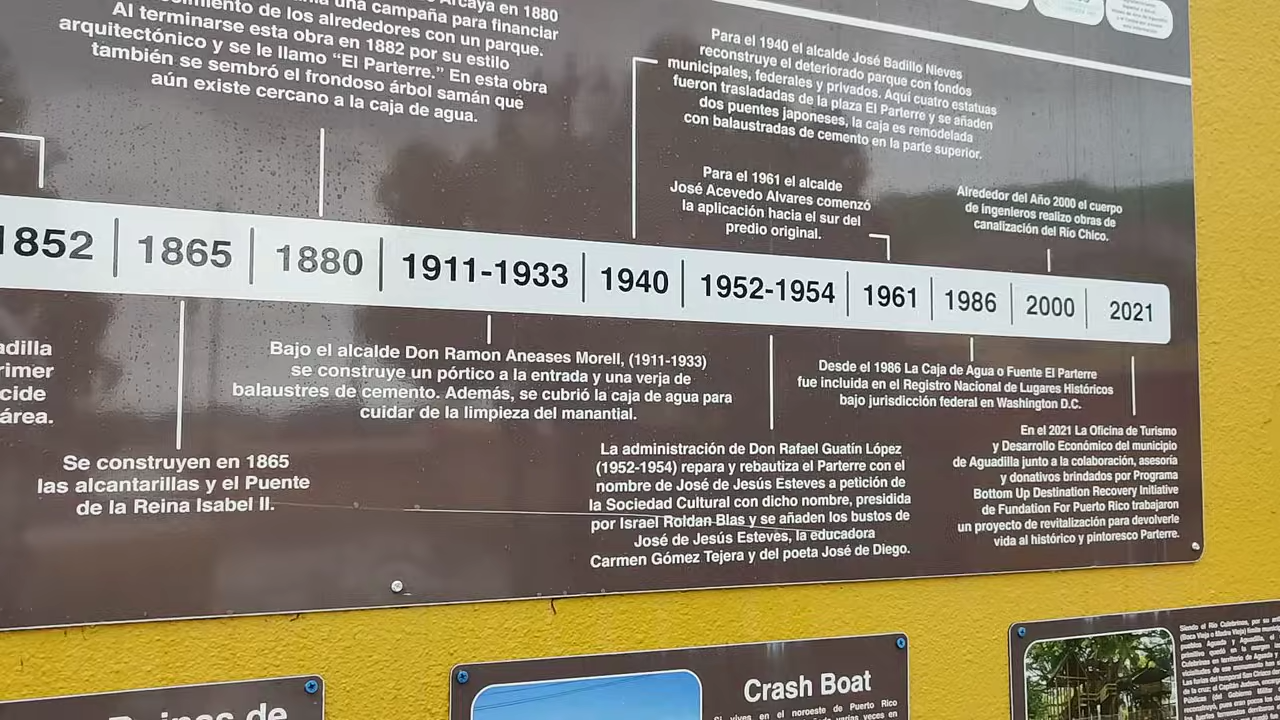 Arcaya en 1880
una campaña para financiar
de los alrededores con un parque.
Al terminarse esta obra en 1882 por su estilo
arquitectónico y se le llamo “El Parterre.” En esta obra
también se sembró el frondoso árbol samán que
aún existe cercano a la caja de agua.
Para el 1940 el alcalde José Badillo Nieves
reconstruye el deteriorado parque con fondos
municipales, federales y privados. Aquí cuatro estatuas
fueron trasladadas de la plaza El Parterre y se añaden
dos puentes japoneses, la caja es remodelada
con balaustradas de cemento en la parte superior.
Para el 1961 el alcalde
José Acevedo Alvares comenzó
la aplicación hacia el sur del
predio original.
Alrededor del Año 2000 el cuerpo
de ingenieros realizo obras de
canalización del Río Chico.
1852 1865 1880 1911-1933 1940 1952-1954 1961 1986 2000 2021
adilla
rimer
cide
área.
Se construyen en 1865
las alcantarillas y el Puente
de la Reina Isabel II.
Bajo el alcalde Don Ramon Aneases Morell, (1911-1933)
se construye un pórtico a la entrada y una verja de
balaustres de cemento. Además, se cubrió la caja de agua para
cuidar de la limpieza del manantial.
La administración de Don Rafael Guatín López
(1952-1954) repara y rebautiza el Parterre con el
nombre de José de Jesús Esteves a petición de
la Sociedad Cultural con dicho nombre, presidida
por Israel Roldan Blas y se añaden los bustos de
José de Jesús Esteves, la educadora
Carmen Gómez Tejera y del poeta José de Diego.
Desde el 1986 La Caja de Agua o Fuente El Parterre
fue incluida en el Registro Nacional de Lugares Históricos
bajo jurisdicción federal en Washington D.C.
En el 2021 La Oficina de Turismo
y Desarrollo Económico del municipio
de Aguadilla junto a la colaboración, asesoría
y donativos brindados por Programa
Bottom Up Destination Recovery Initiative
de Fundation For Puerto Rico trabajaron
un proyecto de revitalización para devolverle
vida al histórico y pintoresco Parterre.
Crash Boat
Si vives en el noroeste de Puerto Rico
varias veces en
Siendo el Río Culebrinas, por su
(Boca Vieja o Madre Vieja) límite